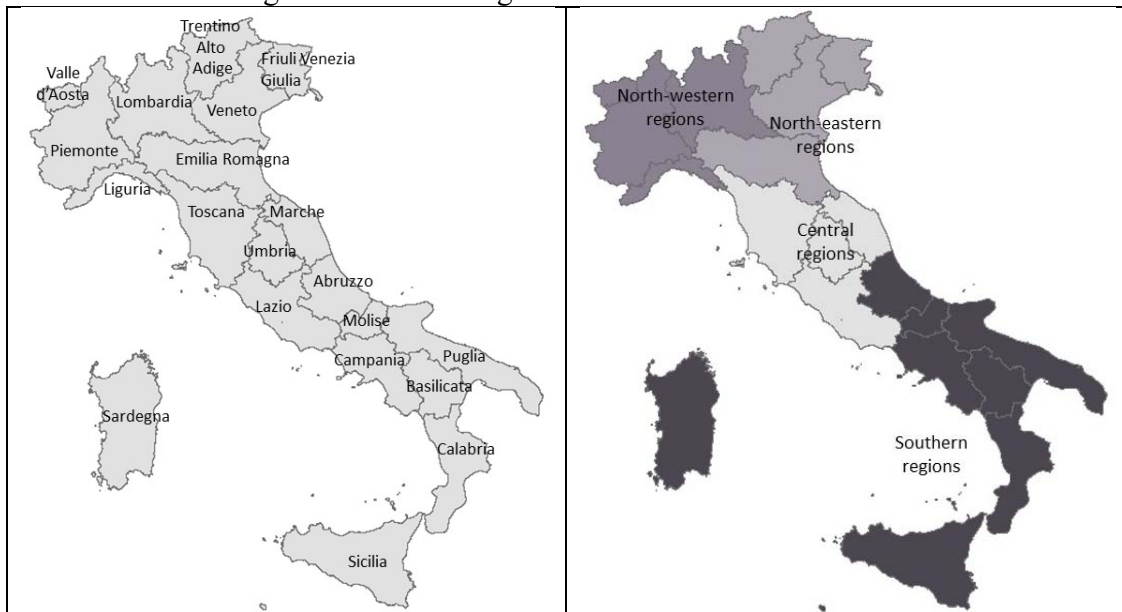 Trentino
Alto
Adige
Friuli Venezia
Giulia
Valle
d'Aosta
Lombardia
Veneto
Piemonte
Emilia Romagna
Liguria
Toscana
Marche
Umbria
Abruzzo
Lazio
Molise
Campania
Puglia
Basilicata
Sardegna
Calabria
Sicilia
North-western
regions
North-eastern
regions
Central
regions
Southern
regions